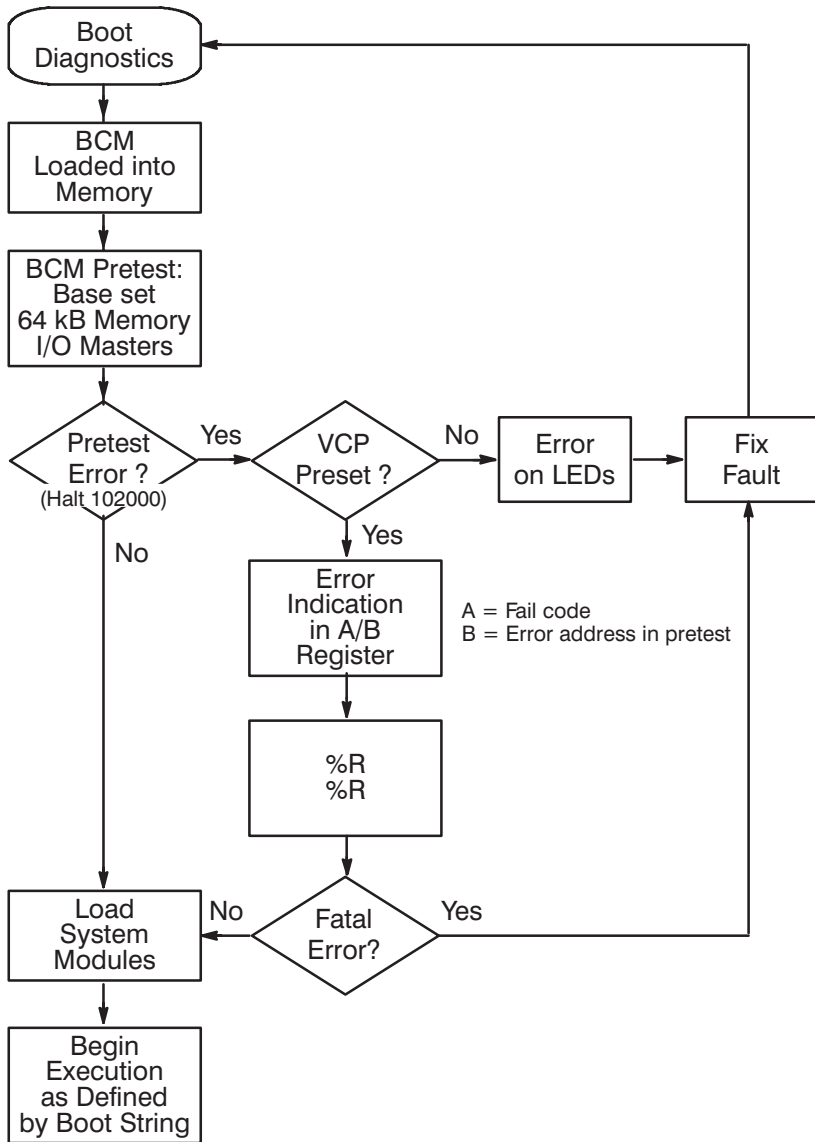 Boot
Diagnostics
BCM
Loaded into
Memory
BCM Pretest:
Base set
64 kB Memory
I/O Masters
Pretest
Error ?
(Halt 102000)
Yes
VCP
Preset ?
No
Error
on LEDs
Fix
Fault
No
Yes
Error
Indication
in A/B
Register
A = Fail code
B = Error address in pretest
%R
%R
Fatal
Error?
No
Yes
Load
System
Modules
Begin
Execution
as Defined
by Boot String